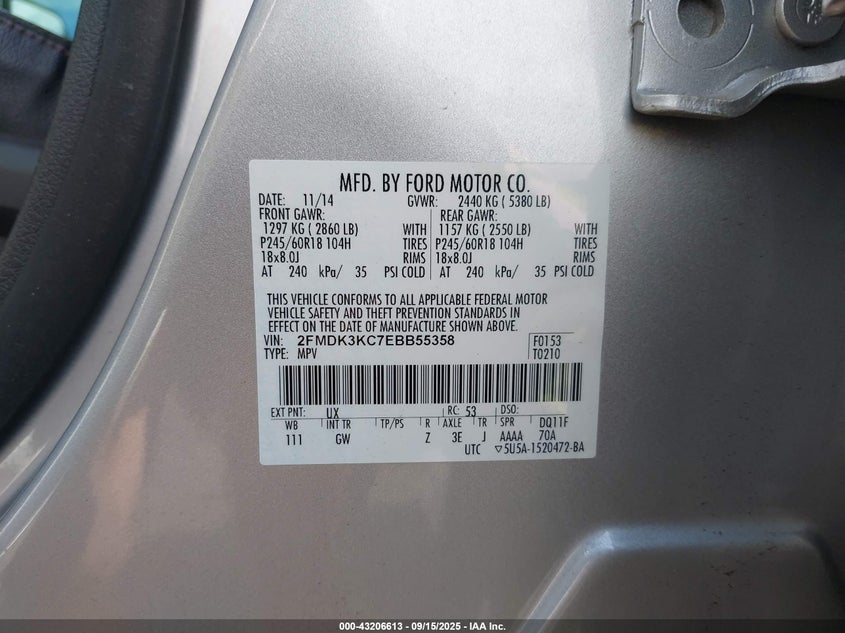 MFD. BY FORD MOTOR CO.
DATE: 11/14 GVWR: 2440 KG ( 5380 LB)
FRONT GAWR: REAR GAWR:
1297 KG ( 2860 LB) WITH 1157 KG ( 2550 LB) WITH
P245/60R18 104H TIRES P245/60R18 104H TIRES
18x8.0J RIMS 18x8.0J RIMS
AT 240 kPa/ 35 PSI COLD AT 240 kPa/ 35 PSI COLD
THIS VEHICLE CONFORMS TO ALL APPLICABLE FEDERAL MOTOR
VEHICLE SAFETY AND THEFT PREVENTION STANDARDS IN
EFFECT ON THE DATE OF MANUFACTURE SHOWN ABOVE.
VIN: 2FMDK3KC7EBB55358 F0153
TYPE: MPV T0210
EXT PNT: UX RC: 53 DSO:
WB INT TR TP/PS R AXLE TR SPR DQ11F
111 GW Z 3E J AAAA 70A
UTC ▽5U5A-1520472-BA
000-43206613 - 09/15/2025 - IAA Inc.